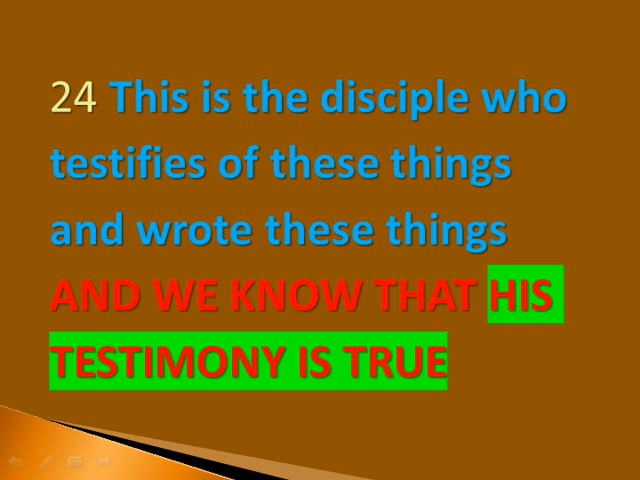 24 This is the disciple who
testifies of these things
and wrote these things
AND WE KNOW THAT HIS
TESTIMONY IS TRUE